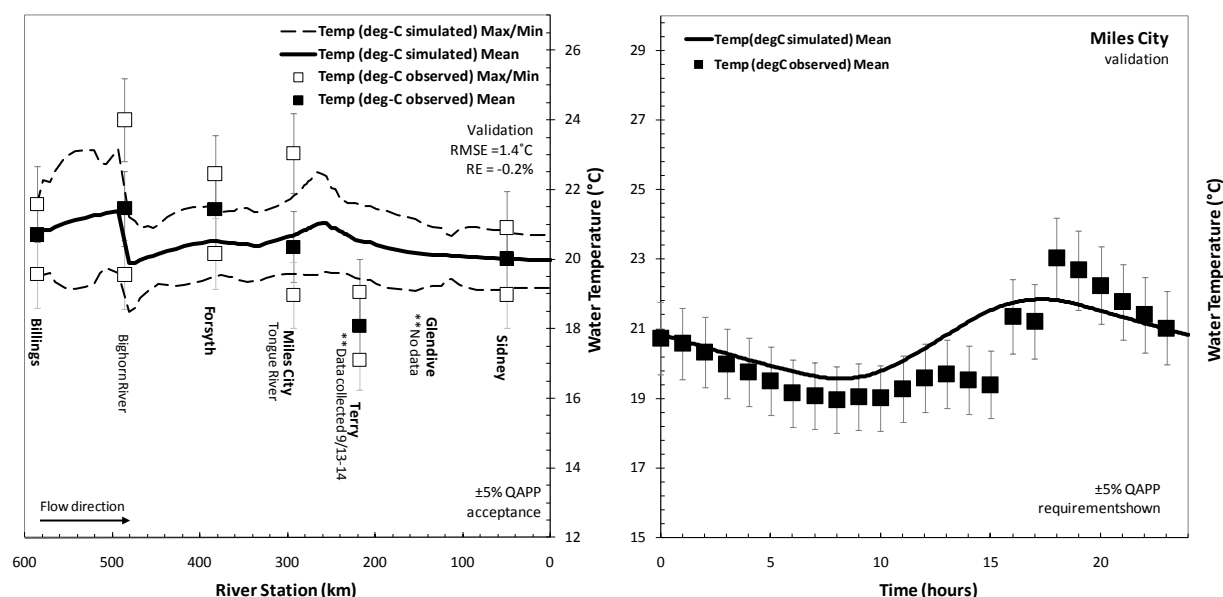 Temp (deg-C simulated) Max/Min
Temp (deg-C simulated) Mean
Temp (deg-C observed) Max/Min
Temp (deg-C observed) Mean
Validation
RMSE =1.4˚C
RE = -0.2%
Billings
Bighorn River
Forsyth
Miles City
Tongue River
Terry
**Data collected 9/13-14
Glendive
**No data
Sidney
Flow direction
±5% QAPP
acceptance
26
24
22
20
18
16
14
12
Water Temperature (°C)
600
500
400
300
200
100
0
River Station (km)
Temp(degC simulated) Mean
Temp (degC observed) Mean
Miles City
validation
±5% QAPP
requirementshown
31
29
27
25
23
21
19
17
15
0
5
10
15
20
Time (hours)
Water Temperature (°C)